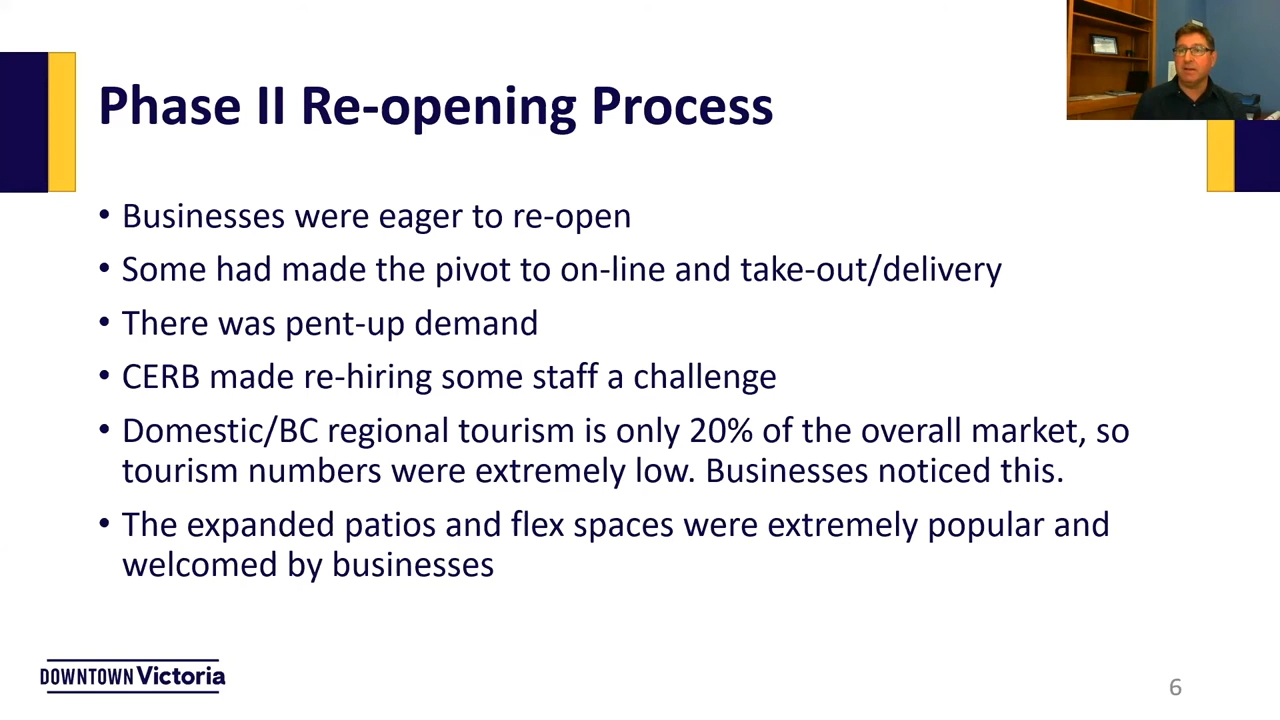 Phase II Re-opening Process
• Businesses were eager to re-open
• Some had made the pivot to on-line and take-out/delivery
• There was pent-up demand
• CERB made re-hiring some staff a challenge
• Domestic/BC regional tourism is only 20% of the overall market, so
tourism numbers were extremely low. Businesses noticed this.
• The expanded patios and flex spaces were extremely popular and
welcomed by businesses
DOWNTOWN Victoria
6